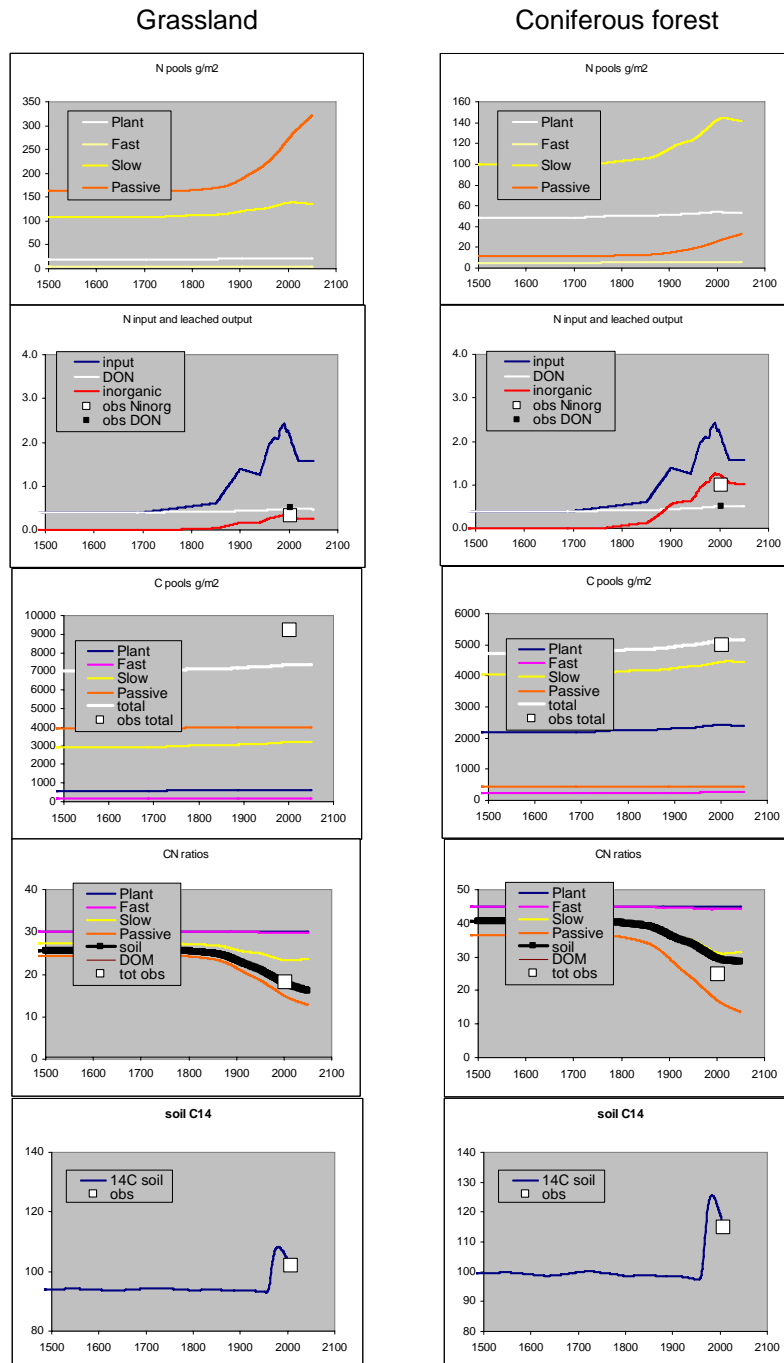 Grassland
Coniferous forest
N pools g/m2
350
300
250
200
150
100
50
0
Plant
Fast
Slow
Passive
1500 1600 1700 1800 1900 2000 2100
N pools g/m2
160
140
120
100
80
60
40
20
0
Plant
Fast
Slow
Passive
1500 1600 1700 1800 1900 2000 2100
N input and leached output
4.0
3.0
2.0
1.0
0.0
input
DON
inorganic
obs Ninorg
obs DON
1500 1600 1700 1800 1900 2000 2100
N input and leached output
4.0
3.0
2.0
1.0
0.0
input
DON
inorganic
obs Ninorg
obs DON
1500 1600 1700 1800 1900 2000 2100
C pools g/m2
10000
9000
8000
7000
6000
5000
4000
3000
2000
1000
0
Plant
Fast
Slow
Passive
total
obs total
1500 1600 1700 1800 1900 2000 2100
C pools g/m2
6000
5000
4000
3000
2000
1000
0
Plant
Fast
Slow
Passive
total
obs total
1500 1600 1700 1800 1900 2000 2100
CN ratios
40
30
20
10
0
Plant
Fast
Slow
Passive
soil
DOM
tot obs
1500 1600 1700 1800 1900 2000 2100
CN ratios
50
40
30
20
10
0
Plant
Fast
Slow
Passive
soil
DOM
tot obs
1500 1600 1700 1800 1900 2000 2100
soil C14
140
120
100
80
14C soil
obs
1500 1600 1700 1800 1900 2000 2100
soil C14
140
120
100
80
14C soil
obs
1500 1600 1700 1800 1900 2000 2100